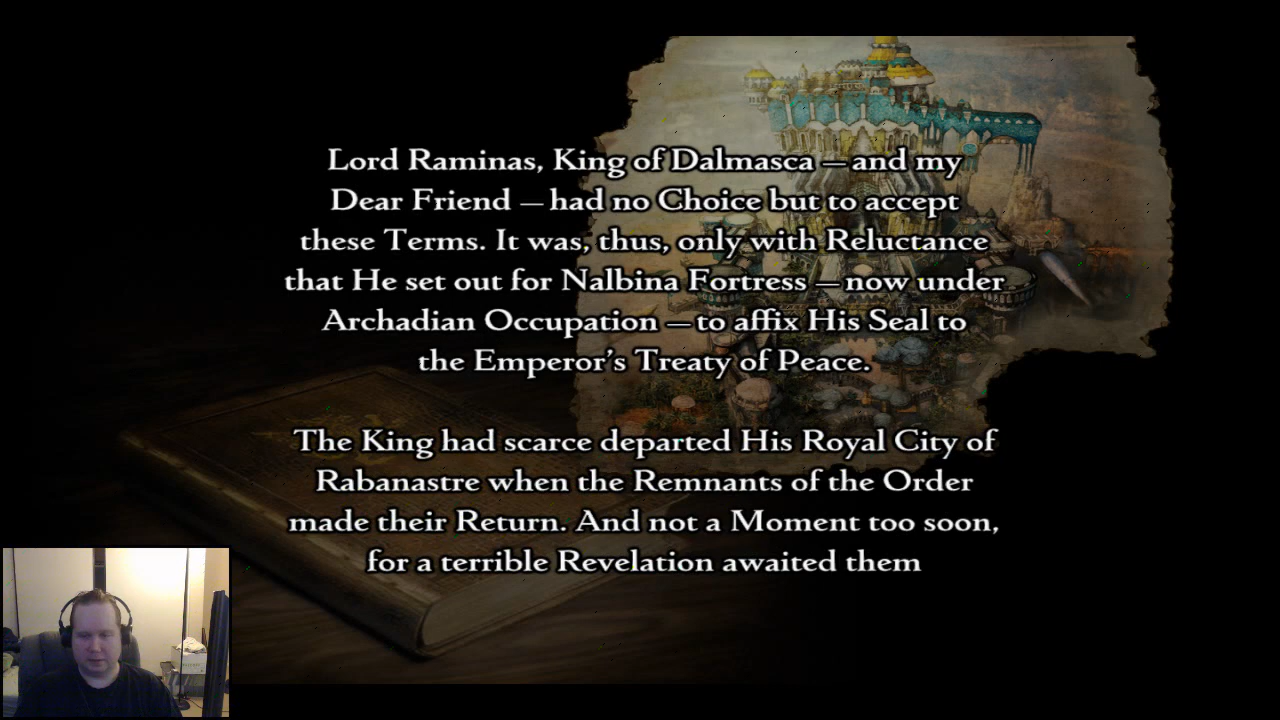 Lord Raminas, King of Dalmasca – and my
Dear Friend – had no Choice but to accept
these Terms. It was, thus, only with Reluctance
that He set out for Nalbina Fortress – now under
Archadian Occupation – to affix His Seal to
the Emperor's Treaty of Peace.
The King had scarce departed His Royal City of
Rabanastre when the Remnants of the Order
made their Return. And not a Moment too soon,
for a terrible Revelation awaited them